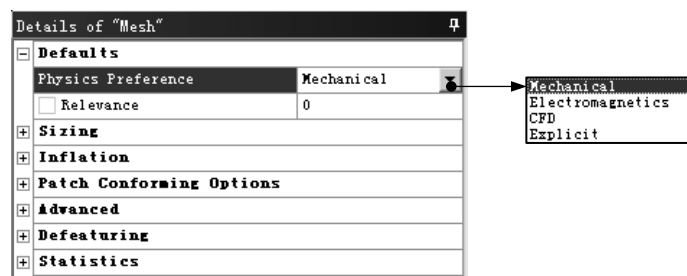 Details of "Mesh"
Defaults
Physics Preference Mechanical
Relevance 0
Sizing
Inflation
Patch Conforming Options
Advanced
Defeaturing
Statistics
Mechanical
Electromagnetics
CFD
Explicit